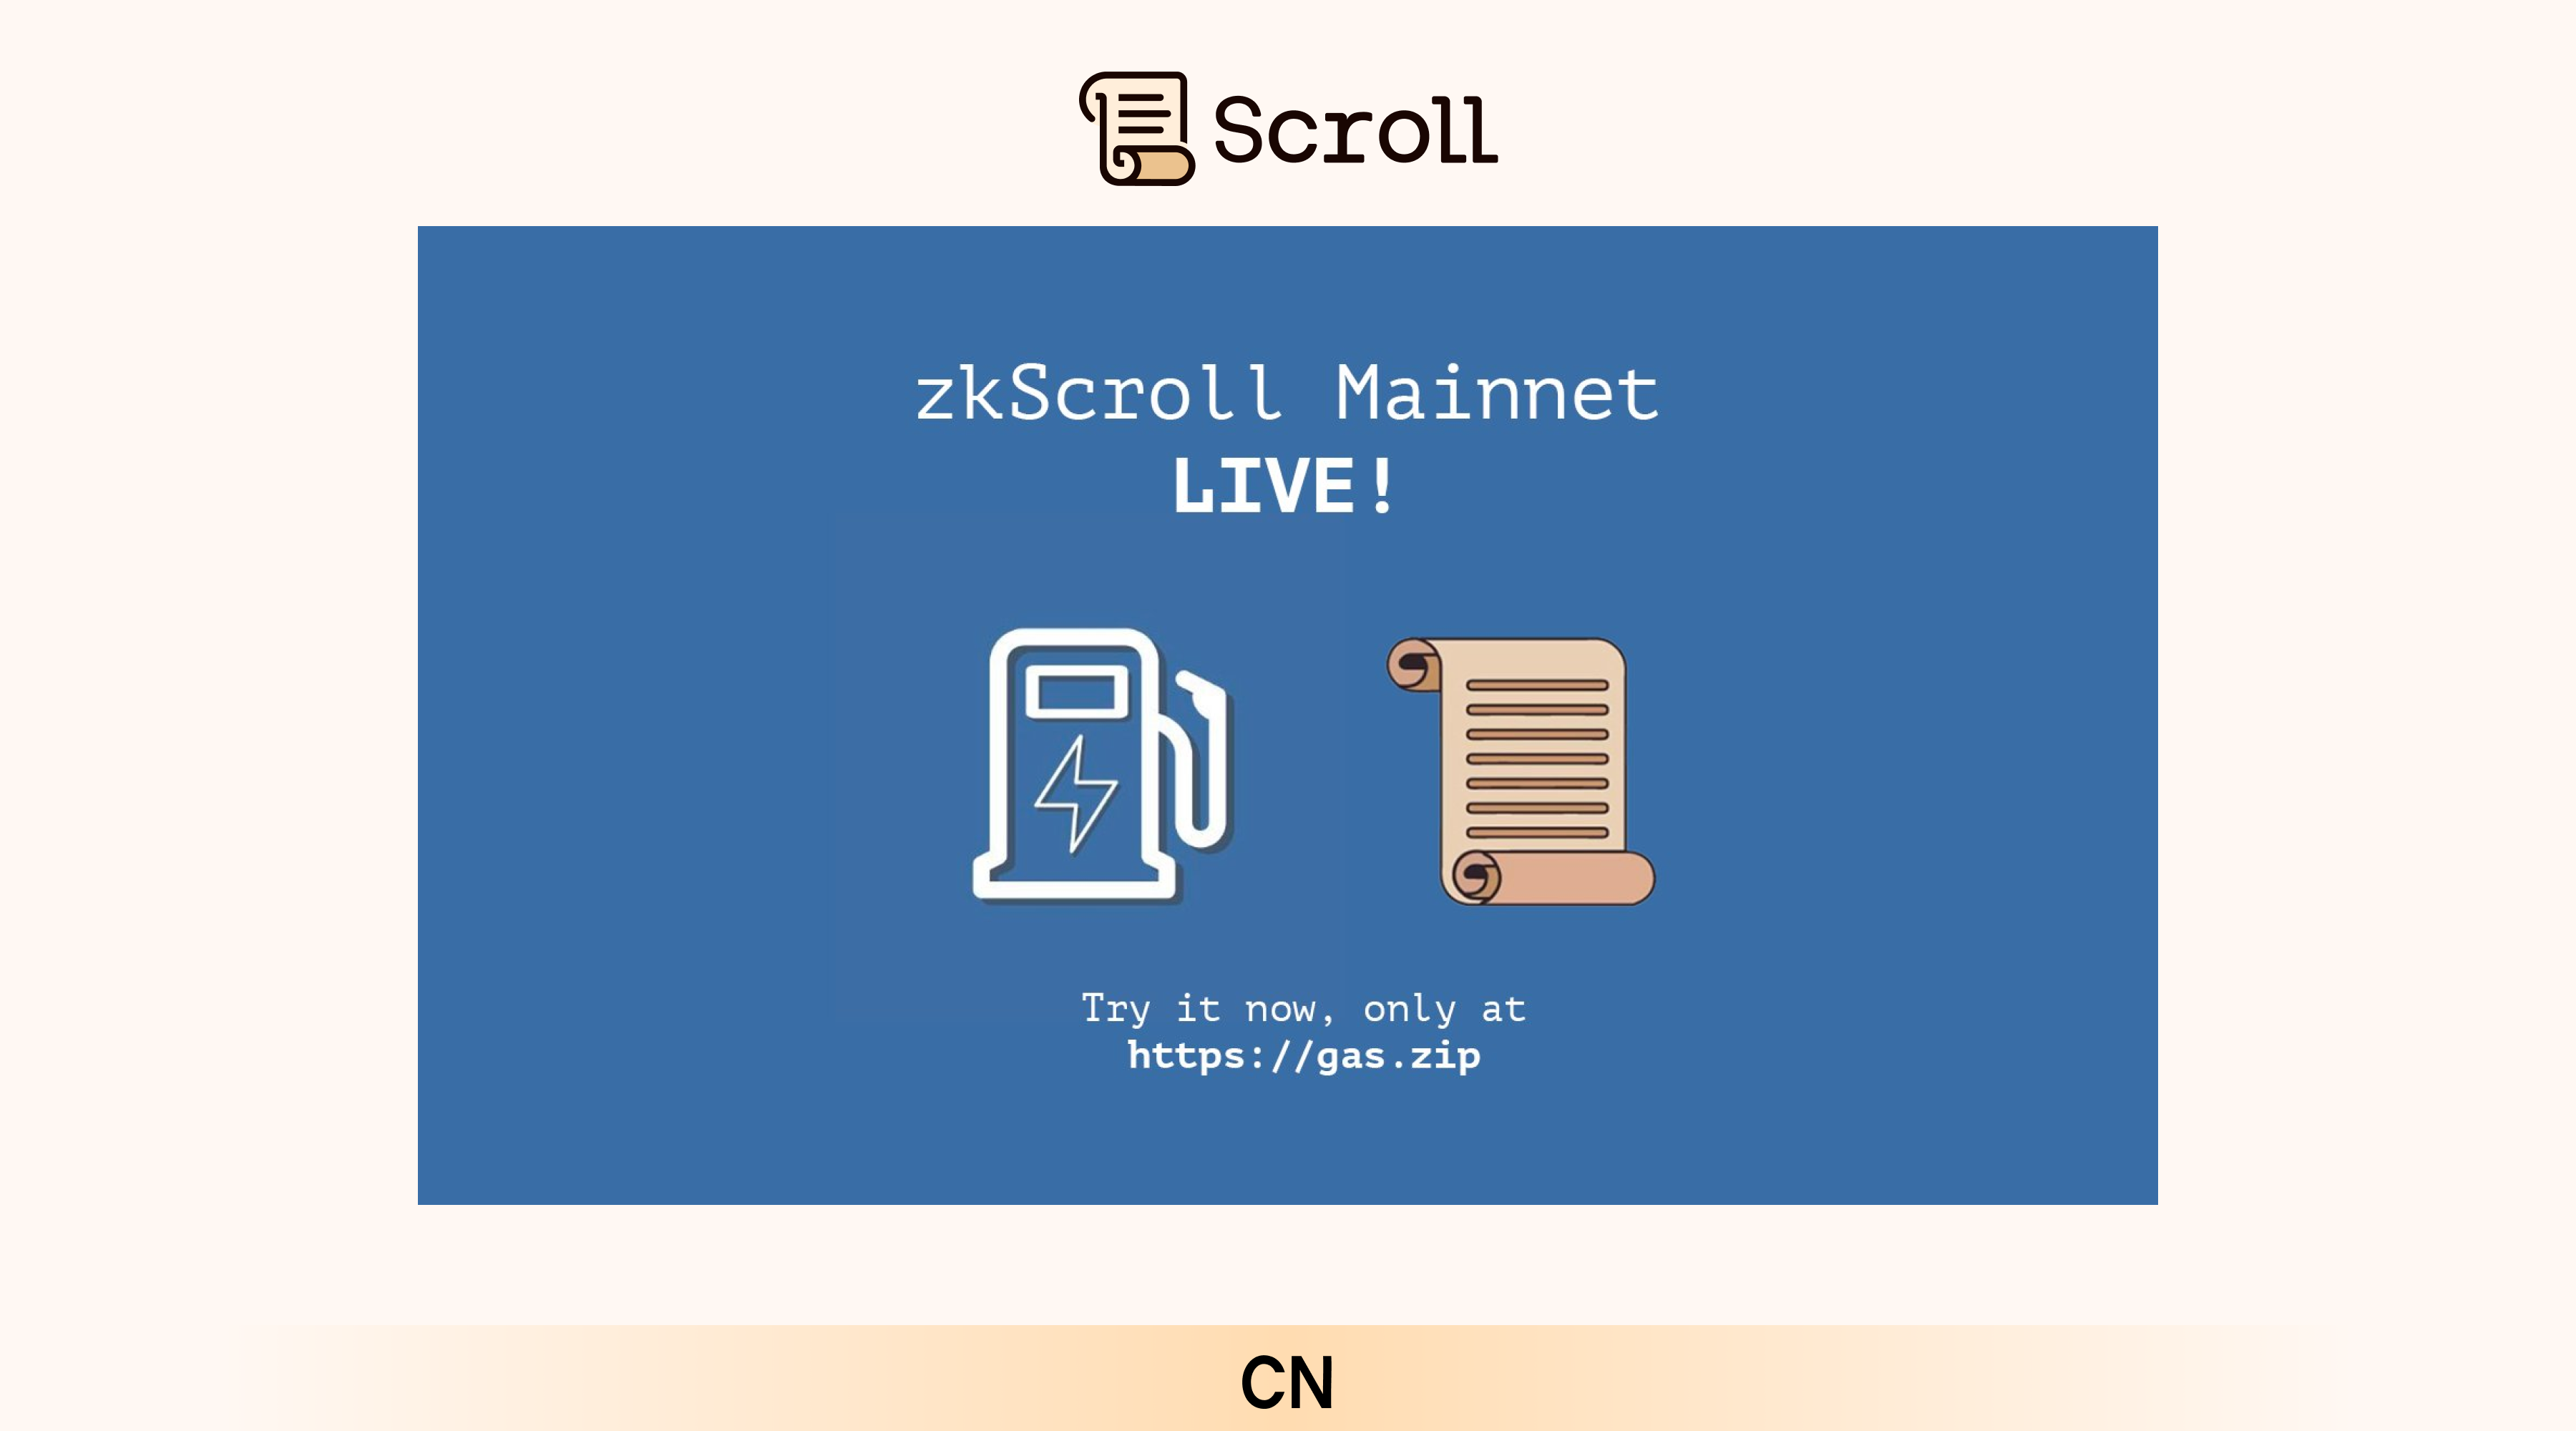 Scroll
zkScroll Mainnet
LIVE!
Try it now, only at
https://gas.zip
CN